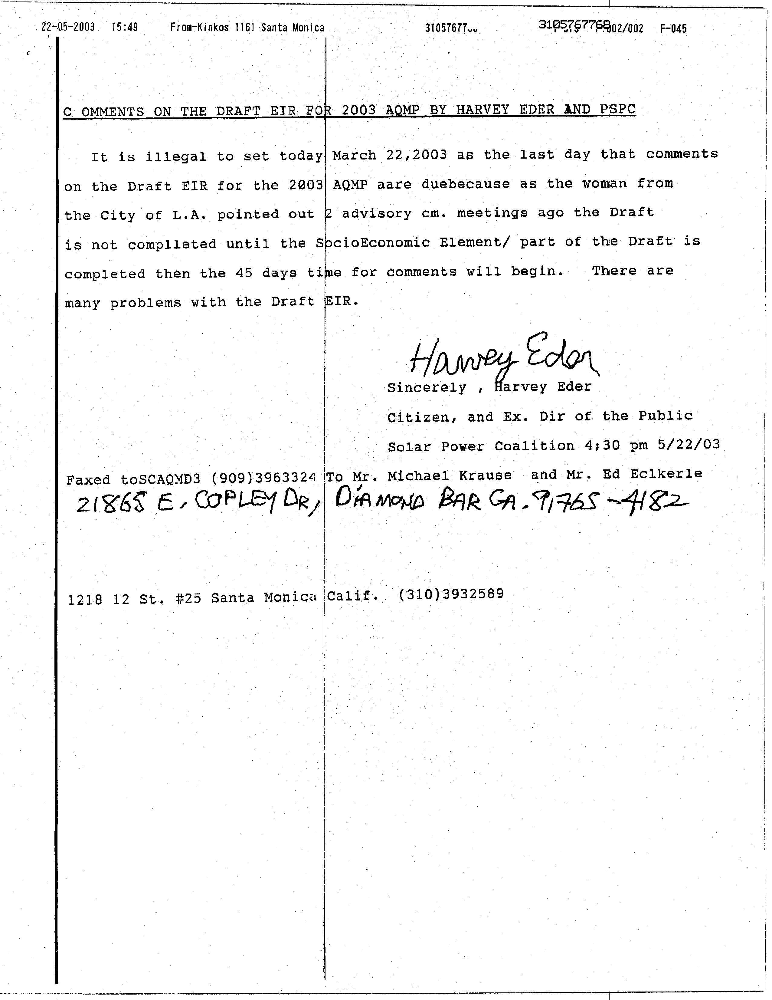 22-05-2003 15:49 From-Kinkos 1161 Santa Monica 31057677 3105767768 02/002 F-045
C OMMENTS ON THE DRAFT EIR FOR 2003 AQMP BY HARVEY EDER AND PSPC
It is illegal to set today March 22,2003 as the last day that comments
on the Draft EIR for the 2003 AQMP aare duebecause as the woman from
the City of L.A. pointed out 2 advisory cm. meetings ago the Draft
is not complleted until the SocioEconomic Element/ part of the Draft is
completed then the 45 days time for comments will begin. There are
many problems with the Draft EIR.
Harvey Eder
Sincerely , Harvey Eder
Citizen, and Ex. Dir of the Public
Solar Power Coalition 4;30 pm 5/22/03
Faxed toSCAQMD3 (909)3963324 To Mr. Michael Krause and Mr. Ed Eclkerle
21865 E, COPLEY DR, DIAMOND BAR CA. 91765-4182
1218 12 St. #25 Santa Monica Calif. (310)3932589